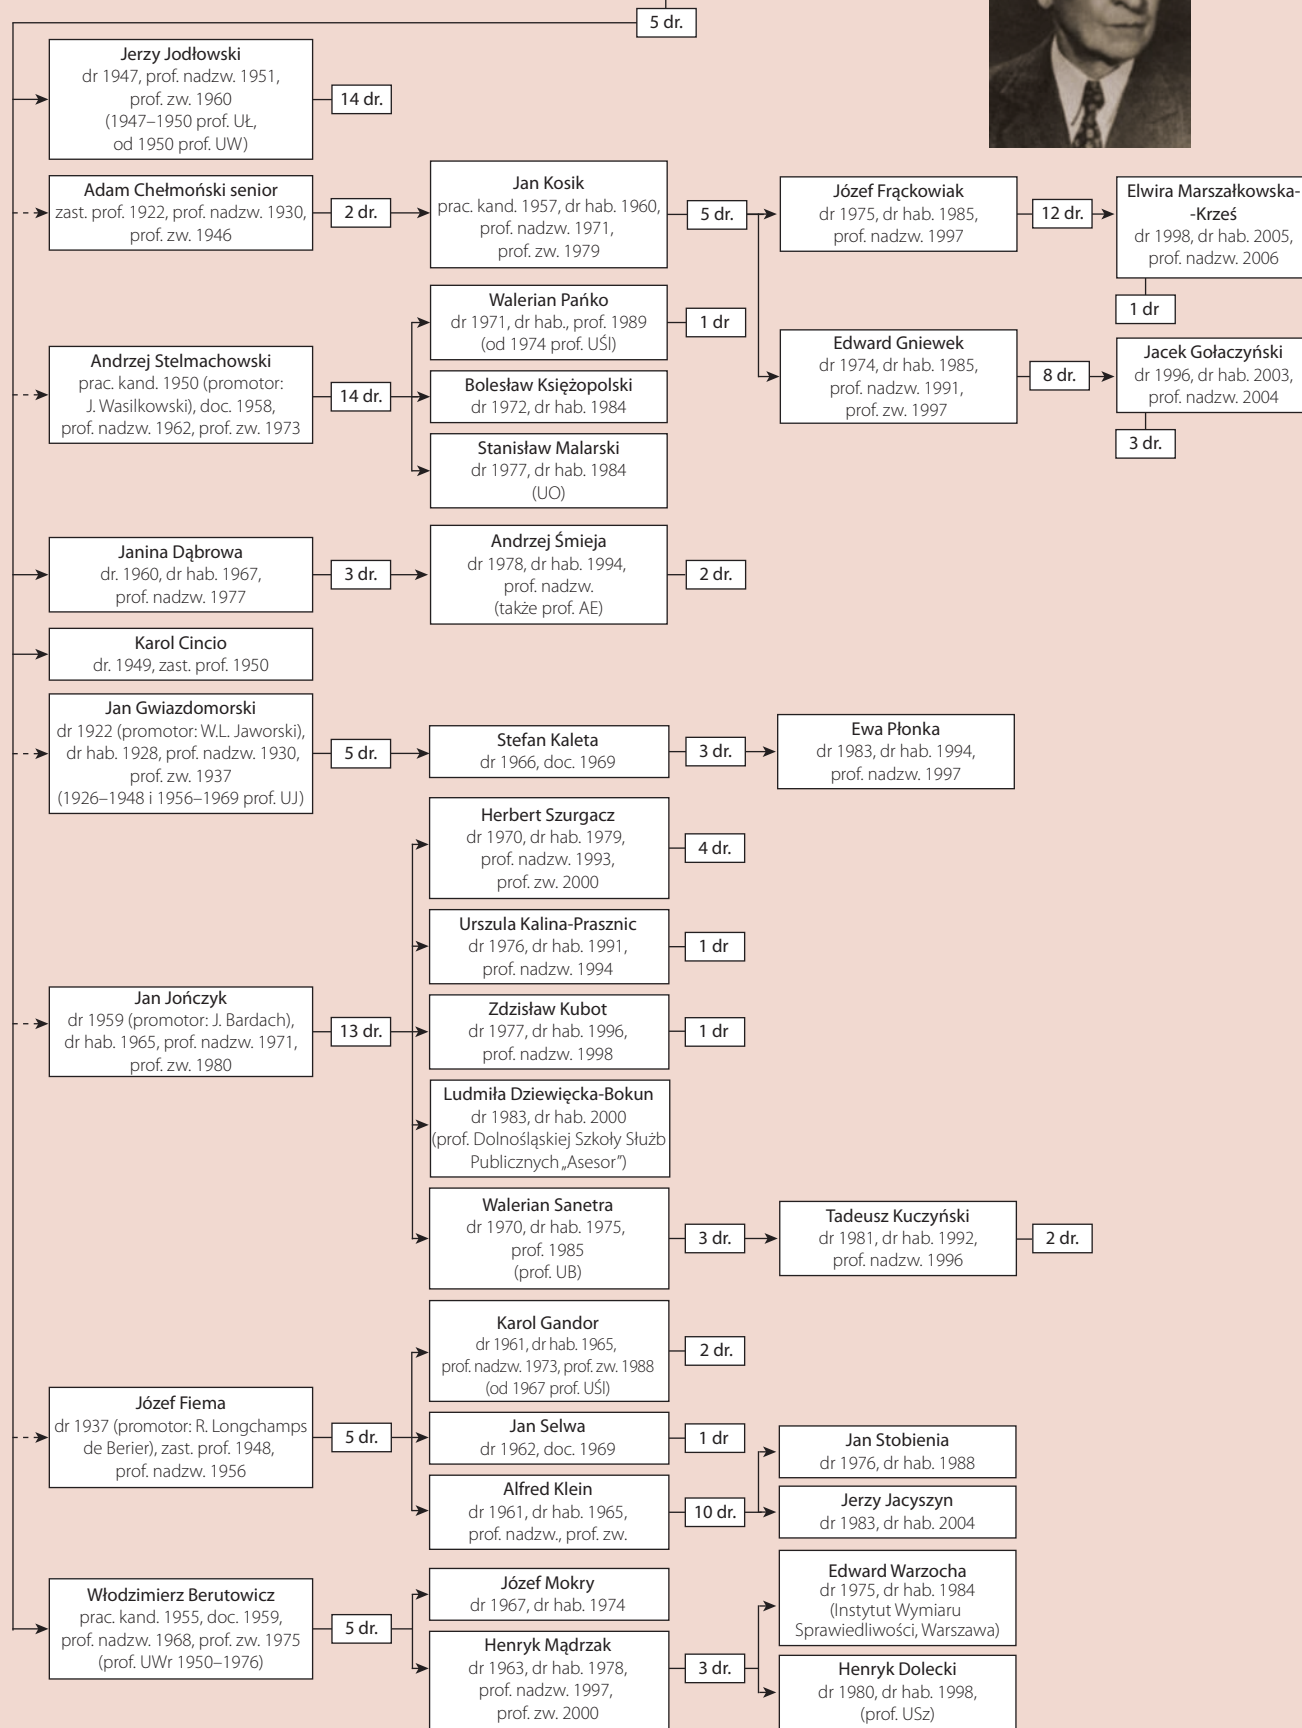 5 dr.
Jerzy Jodłowski
dr 1947, prof. nadzw. 1951,
prof. zw. 1960
(1947–1950 prof. UŁ,
od 1950 prof. UW)
14 dr.
Adam Chełmoński senior
zast. prof. 1922, prof. nadzw. 1930,
prof. zw. 1946
2 dr.
Jan Kosik
prac. kand. 1957, dr hab. 1960,
prof. nadzw. 1971,
prof. zw. 1979
5 dr.
Józef Frąckowiak
dr 1975, dr hab. 1985,
prof. nadzw. 1997
12 dr.
Elwira Marszałkowska-
-Krześ
dr 1998, dr hab. 2005,
prof. nadzw. 2006
1 dr
Edward Gniewek
dr 1974, dr hab. 1985,
prof. nadzw. 1991,
prof. zw. 1997
8 dr.
Jacek Gołaczyński
dr 1996, dr hab. 2003,
prof. nadzw. 2004
3 dr.
Andrzej Stelmachowski
prac. kand. 1950 (promotor:
J. Wasilkowski), doc. 1958,
prof. nadzw. 1962, prof. zw. 1973
14 dr.
Walerian Pańko
dr 1971, dr hab., prof. 1989
(od 1974 prof. UŚl)
1 dr
Bolesław Księżopolski
dr 1972, dr hab. 1984
Stanisław Malarski
dr 1977, dr hab. 1984
(UO)
Janina Dąbrowa
dr. 1960, dr hab. 1967,
prof. nadzw. 1977
3 dr.
Andrzej Śmieja
dr 1978, dr hab. 1994,
prof. nadzw.
(także prof. AE)
2 dr.
Karol Cincio
dr. 1949, zast. prof. 1950
Jan Gwiazdomorski
dr 1922 (promotor: W.L. Jaworski),
dr hab. 1928, prof. nadzw. 1930,
prof. zw. 1937
(1926–1948 i 1956–1969 prof. UJ)
5 dr.
Stefan Kaleta
dr 1966, doc. 1969
3 dr.
Ewa Płonka
dr 1983, dr hab. 1994,
prof. nadzw. 1997
Jan Jończyk
dr 1959 (promotor: J. Bardach),
dr hab. 1965, prof. nadzw. 1971,
prof. zw. 1980
13 dr.
Herbert Szurgacz
dr 1970, dr hab. 1979,
prof. nadzw. 1993,
prof. zw. 2000
4 dr.
Urszula Kalina-Prasznic
dr 1976, dr hab. 1991,
prof. nadzw. 1994
1 dr
Zdzisław Kubot
dr 1977, dr hab. 1996,
prof. nadzw. 1998
1 dr
Ludmiła Dziewięcka-Bokun
dr 1983, dr hab. 2000
(prof. Dolnośląskiej Szkoły Służb
Publicznych „Asesor”)
Walerian Sanetra
dr 1970, dr hab. 1975,
prof. 1985
(prof. UB)
3 dr.
Tadeusz Kuczyński
dr 1981, dr hab. 1992,
prof. nadzw. 1996
2 dr.
Józef Fiema
dr 1937 (promotor: R. Longchamps
de Berier), zast. prof. 1948,
prof. nadzw. 1956
5 dr.
Karol Gandor
dr 1961, dr hab. 1965,
prof. nadzw. 1973, prof. zw. 1988
(od 1967 prof. UŚl)
2 dr.
Jan Selwa
dr 1962, doc. 1969
1 dr
Alfred Klein
dr 1961, dr hab. 1965,
prof. nadzw., prof. zw.
10 dr.
Jan Stobienia
dr 1976, dr hab. 1988
Jerzy Jacyszyn
dr 1983, dr hab. 2004
Włodzimierz Berutowicz
prac. kand. 1955, doc. 1959,
prof. nadzw. 1968, prof. zw. 1975
(prof. UWr 1950–1976)
5 dr.
Józef Mokry
dr 1967, dr hab. 1974
Henryk Mądrzak
dr 1963, dr hab. 1978,
prof. nadzw. 1997,
prof. zw. 2000
3 dr.
Edward Warzocha
dr 1975, dr hab. 1984
(Instytut Wymiaru
Sprawiedliwości, Warszawa)
Henryk Dolecki
dr 1980, dr hab. 1998,
(prof. USz)